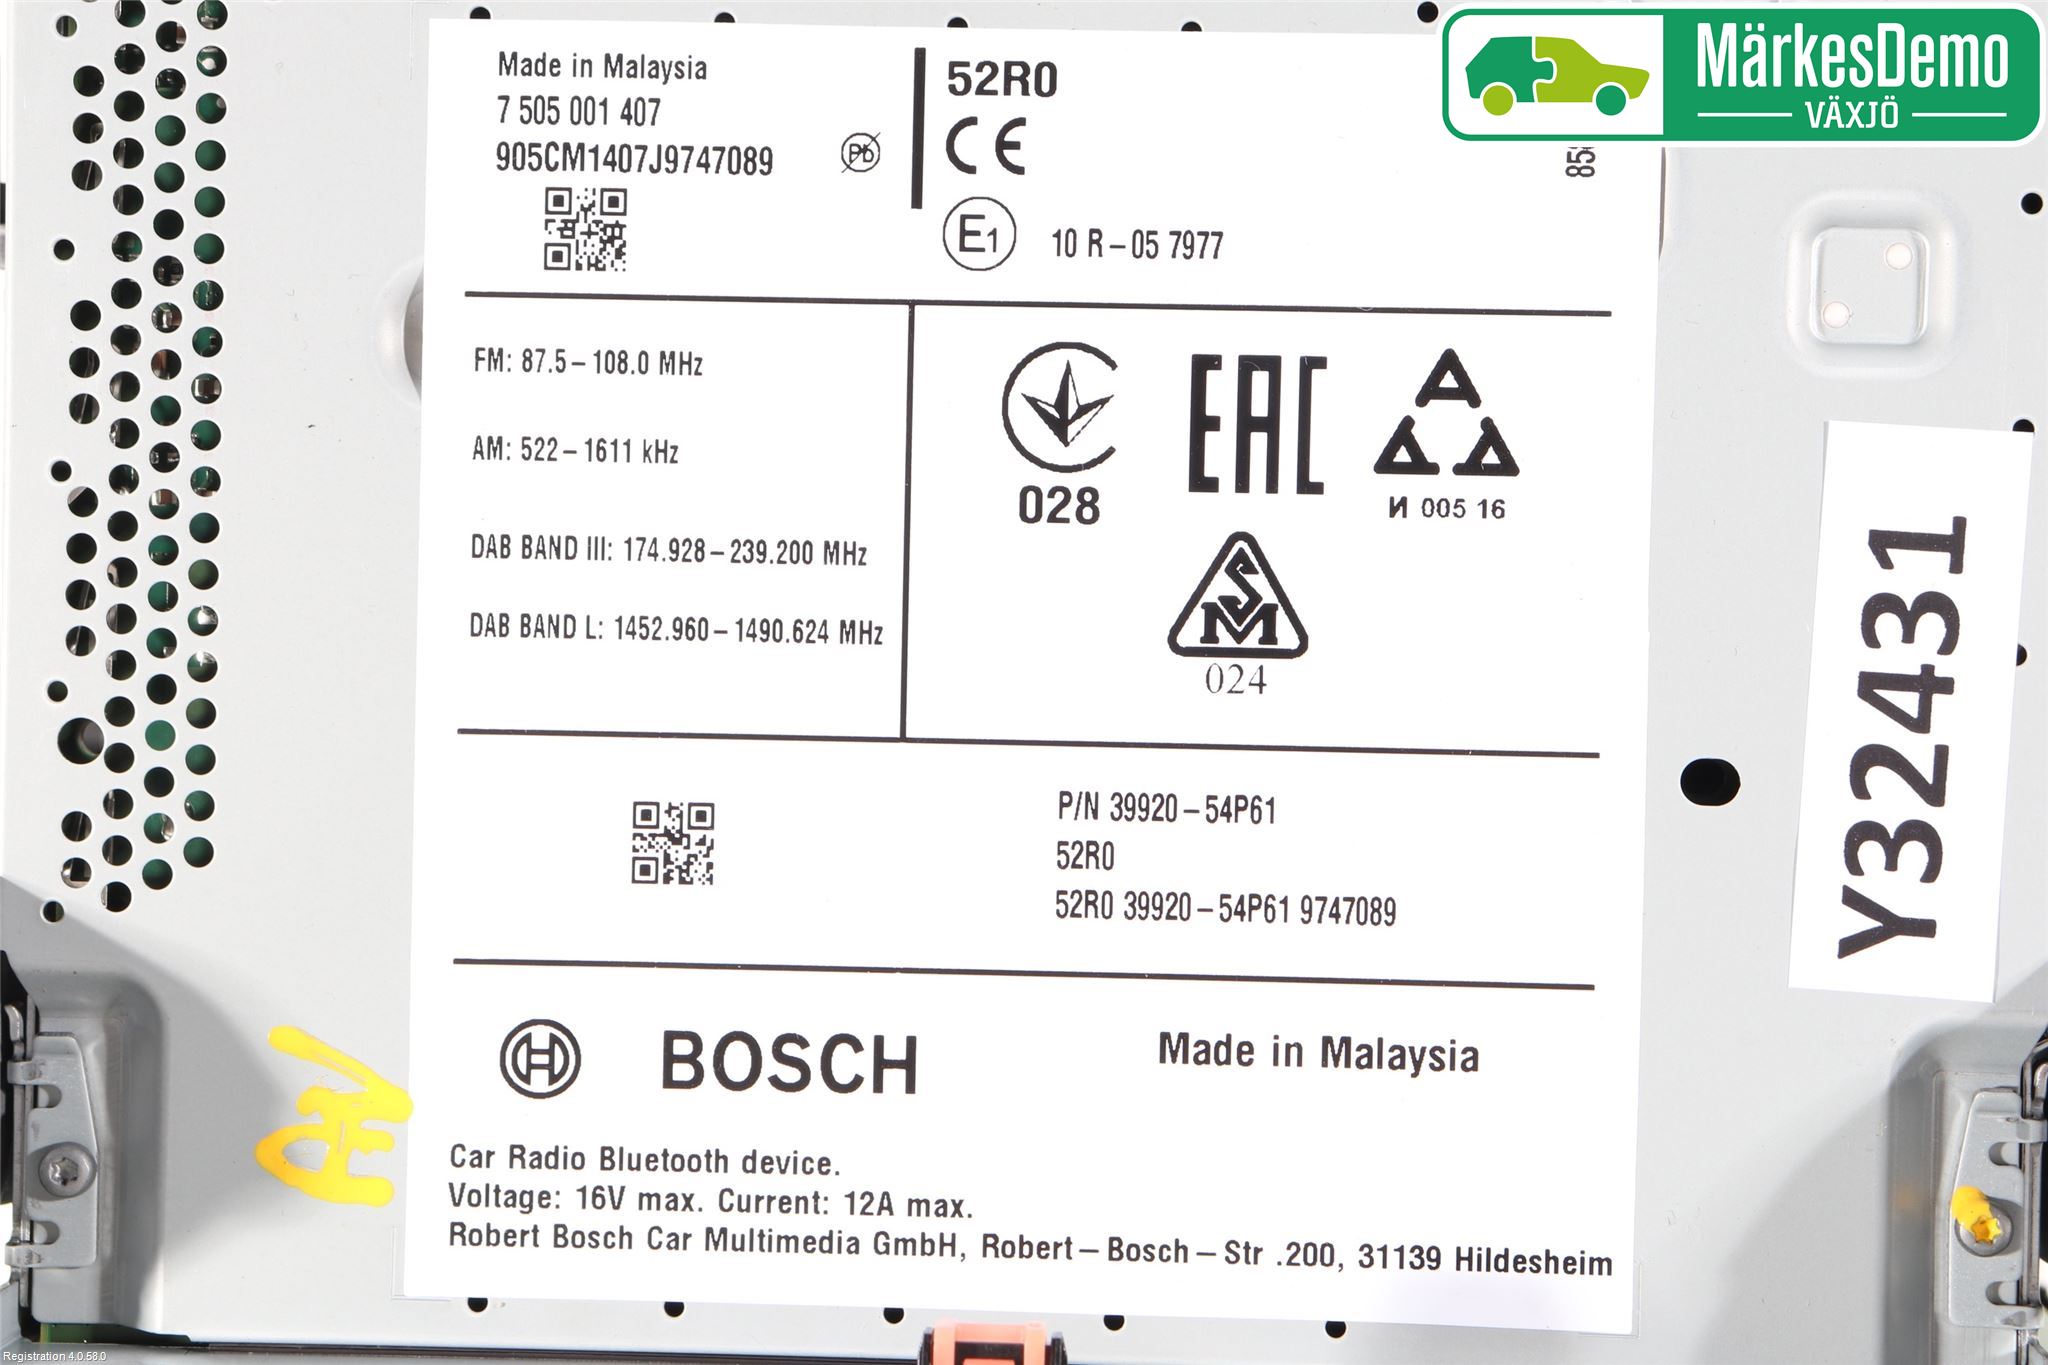 Made in Malaysia
7 505 001 407
905CM1407J9747089
Pb
52R0
CE
E1
10 R-05 7977
MärkesDemo
VÄXJÖ
FM: 87.5-108.0 MHz
AM: 522-1611 kHz
DAB BAND III: 174.928-239.200 MHz
DAB BAND L: 1452.960-1490.624 MHz
028
EAC
И 005 16
SM
024
P/N 39920-54P61
52R0
52R0 39920-54P61 9747089
BOSCH
Made in Malaysia
Car Radio Bluetooth device.
Voltage: 16V max. Current: 12A max.
Robert Bosch Car Multimedia GmbH, Robert-Bosch-Str .200, 31139 Hildesheim
Y32431
Registration 4.0.58.0